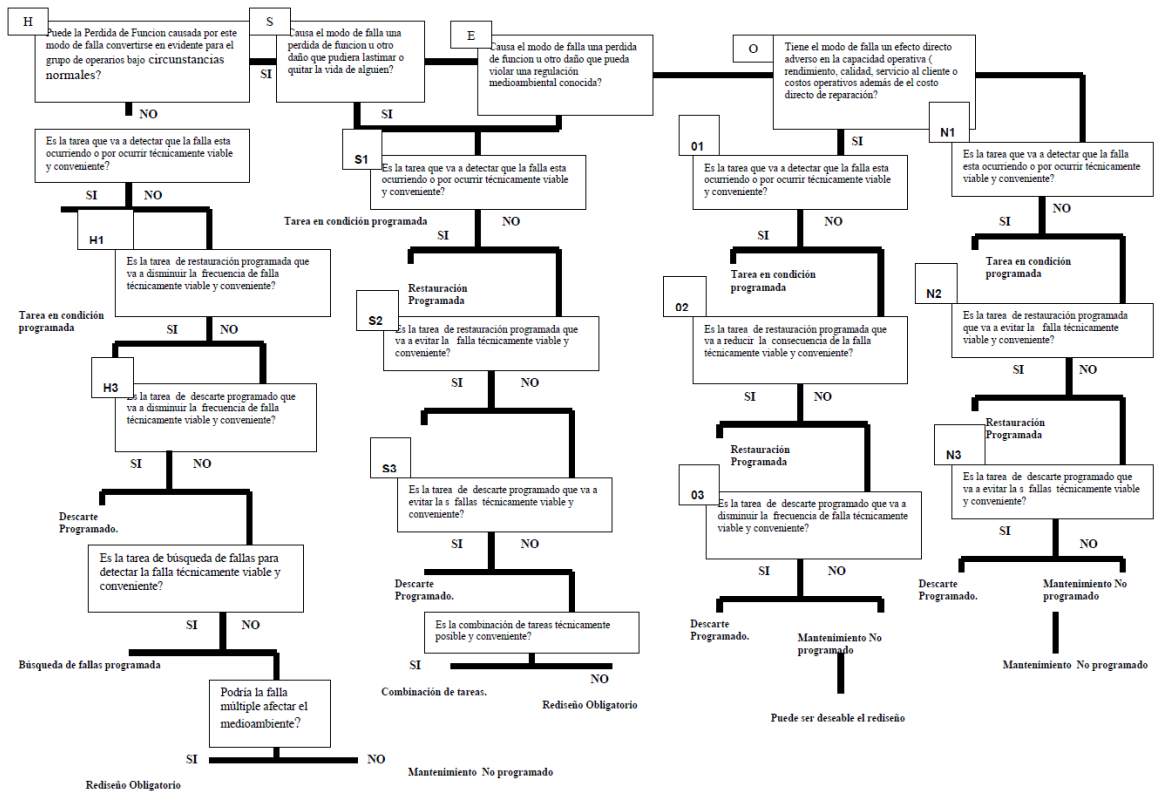 H
Puede la Perdida de Funcion causada por este
modo de falla convertirse en evidente para el
grupo de operarios bajo circunstancias
normales?
SI
NO
S
Causa el modo de falla una
perdida de funcion u otro
daño que pudiera lastimar o
quitar la vida de alguien?
SI
E
Causa el modo de falla una perdida
de funcion u otro daño que pueda
violar una regulación
medioambiental conocida?
O
Tiene el modo de falla un efecto directo
adverso en la capacidad operativa (
rendimiento, calidad, servicio al cliente o
costos operativos además de el costo
directo de reparación?
SI
Es la tarea que va a detectar que la falla esta
ocurriendo o por ocurrir técnicamente viable
y conveniente?
SI
NO
H1
Es la tarea de restauración programada que
va a disminuir la frecuencia de falla
técnicamente viable y conveniente?
Tarea en condición
programada
SI
NO
H3
Es la tarea de descarte programado que
va a disminuir la frecuencia de falla
técnicamente viable y conveniente?
SI
NO
Descarte
Programado.
Es la tarea de búsqueda de fallas para
detectar la falla técnicamente viable y
conveniente?
SI
NO
Búsqueda de fallas programada
Podría la falla
múltiple afectar el
medioambiente?
SI
NO
Rediseño Obligatorio
Mantenimiento No programado
S1
Es la tarea que va a detectar que la falla esta
ocurriendo o por ocurrir técnicamente viable
y conveniente?
Tarea en condición programada
SI
NO
Restauración
Programada
S2
Es la tarea de restauración programada que
va a evitar la falla técnicamente viable y
conveniente?
SI
NO
S3
Es la tarea de descarte programado que va a
evitar la s fallas técnicamente viable y
conveniente?
SI
NO
Descarte
Programado.
Es la combinación de tareas técnicamente
posible y conveniente?
SI
NO
Combinación de tareas.
Rediseño Obligatorio
01
Es la tarea que va a detectar que la falla esta
ocurriendo o por ocurrir técnicamente viable
y conveniente?
SI
NO
Tarea en condición
programada
02
Es la tarea de restauración programada que
va a reducir la consecuencia de la falla
técnicamente viable y conveniente?
SI
NO
Restauración
Programada
03
Es la tarea de descarte programado que va a
disminuir la frecuencia de falla técnicamente
viable y conveniente?
SI
NO
Descarte
Programado.
Mantenimiento No
programado
Puede ser deseable el rediseño
N1
Es la tarea que va a detectar que la falla
esta ocurriendo o por ocurrir técnicamente
viable y conveniente?
SI
NO
Tarea en condición
programada
N2
Es la tarea de restauración programada
que va a evitar la falla técnicamente
viable y conveniente?
SI
NO
Restauración
Programada
N3
Es la tarea de descarte programado que
va a evitar la s fallas técnicamente viable
y conveniente?
SI
NO
Descarte
Programado.
Mantenimiento No
programado
Mantenimiento No programado